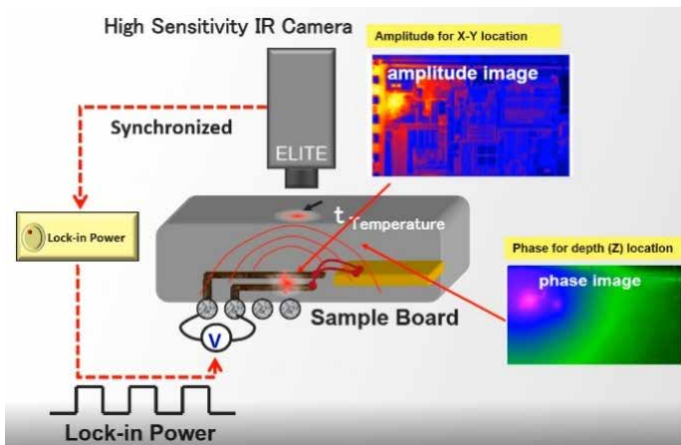 High Sensitivity IR Camera
Amplitude for X-Y location
amplitude image
Synchronized
ELITE
Lock-in Power
t Temperature
Phase for depth (Z) location
phase image
Sample Board
V
Lock-in Power